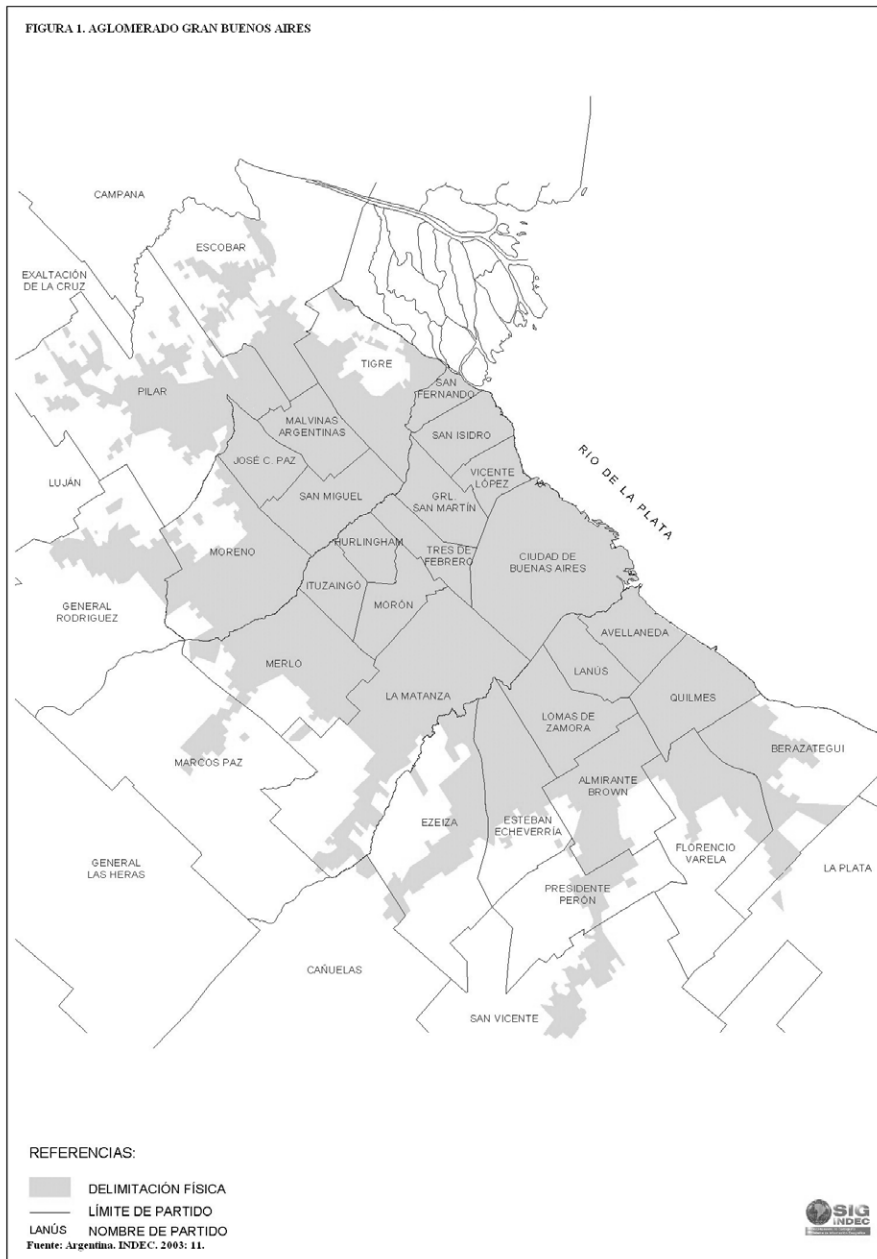 FIGURA 1. AGLOMERADO GRAN BUENOS AIRES
CAMPANA
ESCOBAR
EXALTACIÓN
DE LA CRUZ
TIGRE
PILAR
SAN
FERNANDO
MALVINAS
ARGENTINAS
SAN ISIDRO
JOSÉ C. PAZ
VICENTE
LÓPEZ
RIO DE LA PLATA
LUJÁN
SAN MIGUEL
GRL.
SAN MARTÍN
HURLINGHAM
MORENO
TRES DE
FEBRERO
CIUDAD DE
BUENOS AIRES
ITUZAINGÓ
MORÓN
GENERAL
RODRIGUEZ
AVELLANEDA
MERLO
LANÚS
LA MATANZA
QUILMES
LOMAS DE
ZAMORA
BERAZATEGUI
MARCOS PAZ
ALMIRANTE
BROWN
EZEIZA
ESTEBAN
ECHEVERRÍA
FLORENCIO
VARELA
GENERAL
LAS HERAS
LA PLATA
PRESIDENTE
PERÓN
CAÑUELAS
SAN VICENTE
REFERENCIAS:
DELIMITACIÓN FÍSICA
LÍMITE DE PARTIDO
LANÚS NOMBRE DE PARTIDO
Fuente: Argentina. INDEC. 2003: 11.
SIG
INDEC